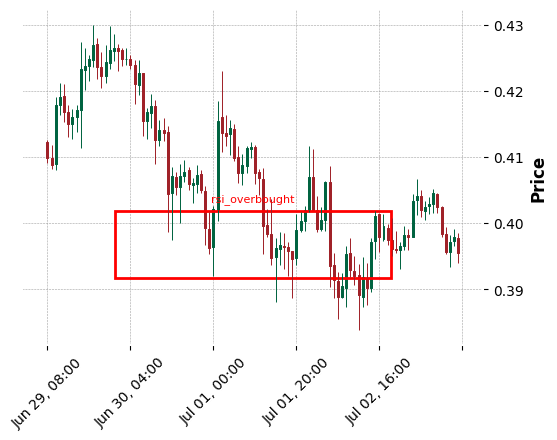 0.43
0.42
0.41
rsi_overbought
0.40
0.39
Price
Jun 29, 08:00
Jun 30, 04:00
Jul 01, 00:00
Jul 01, 20:00
Jul 02, 16:00